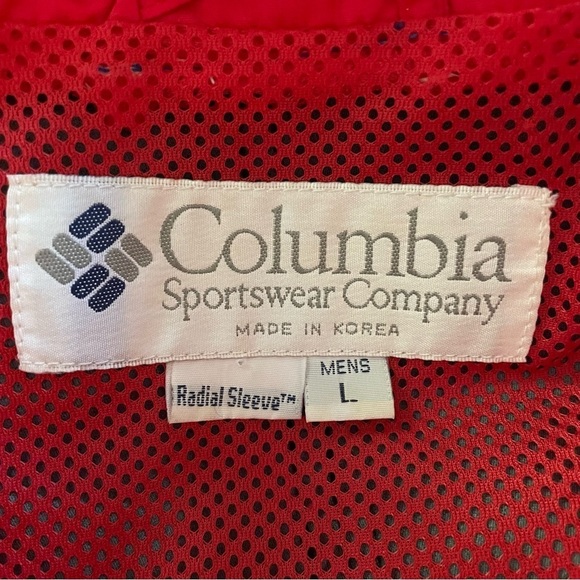 Columbia
Sportswear Company
MADE IN KOREA
Radial Sleeve™
MENS
L